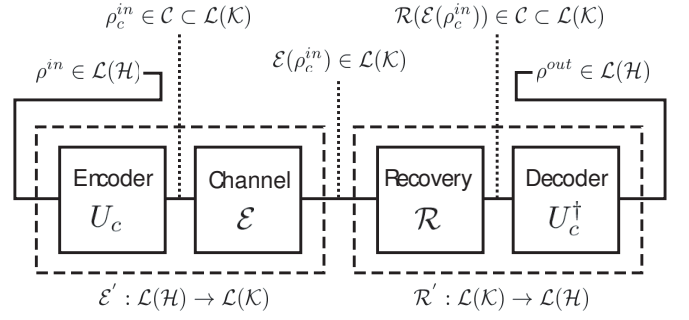 ρ_c^{in} ∈ 𝒞 ⊂ ℒ(𝒦)
ℛ(ℰ(ρ_c^{in})) ∈ 𝒞 ⊂ ℒ(𝒦)
ρ^{in} ∈ ℒ(ℋ)
ℰ(ρ_c^{in}) ∈ ℒ(𝒦)
ρ^{out} ∈ ℒ(ℋ)
Encoder
U_c
Channel
ℰ
Recovery
ℛ
Decoder
U_c^†
ℰ′ : ℒ(ℋ) → ℒ(𝒦)
ℛ′ : ℒ(𝒦) → ℒ(ℋ)